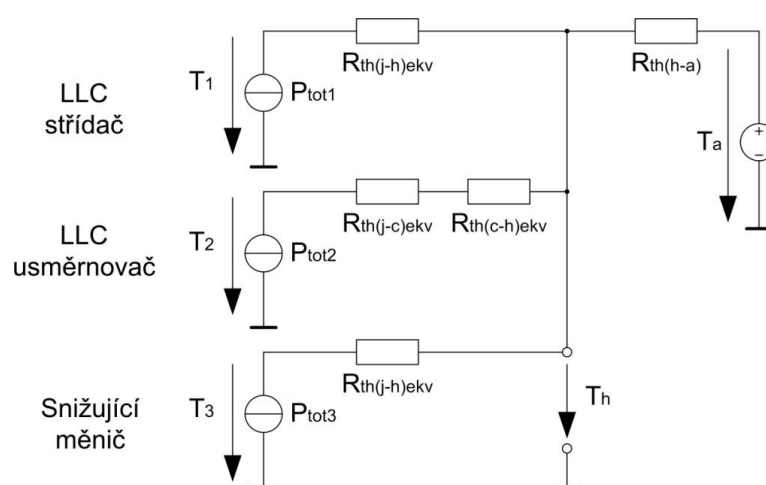 Rth(j-h)ekv
Rth(h-a)
T1
Ptot1
LLC
střídač
Ta
+
−
Rth(j-c)ekv
Rth(c-h)ekv
T2
Ptot2
LLC
usměrnovač
Rth(j-h)ekv
T3
Ptot3
Th
Snižující
měnič